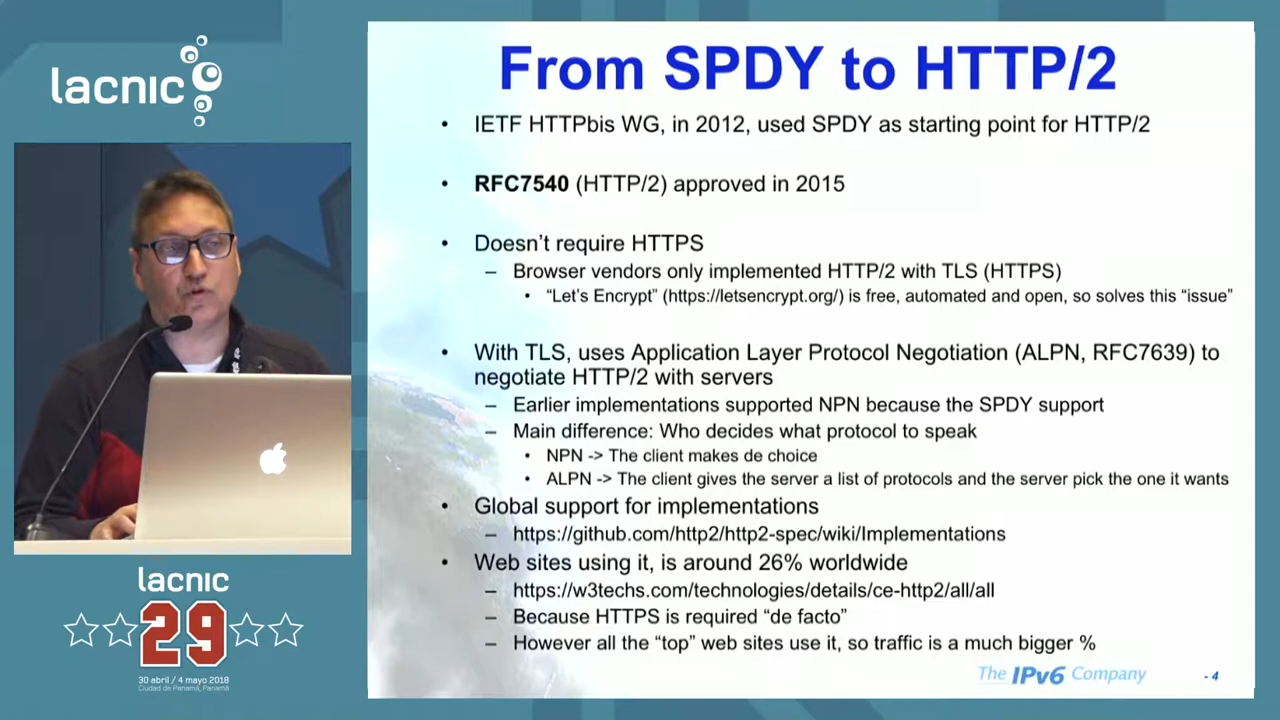 lacnic
From SPDY to HTTP/2
• IETF HTTPbis WG, in 2012, used SPDY as starting point for HTTP/2
• RFC7540 (HTTP/2) approved in 2015
• Doesn’t require HTTPS
– Browser vendors only implemented HTTP/2 with TLS (HTTPS)
• “Let’s Encrypt” (https://letsencrypt.org/) is free, automated and open, so solves this “issue”
• With TLS, uses Application Layer Protocol Negotiation (ALPN, RFC7639) to
negotiate HTTP/2 with servers
– Earlier implementations supported NPN because the SPDY support
– Main difference: Who decides what protocol to speak
• NPN -> The client makes de choice
• ALPN -> The client gives the server a list of protocols and the server pick the one it wants
• Global support for implementations
– https://github.com/http2/http2-spec/wiki/Implementations
• Web sites using it, is around 26% worldwide
– https://w3techs.com/technologies/details/ce-http2/all/all
– Because HTTPS is required “de facto”
– However all the “top” web sites use it, so traffic is a much bigger %
The IPv6 Company
- 4
lacnic
29
30 abril / 4 mayo 2018
Ciudad de Panamá, Panamá